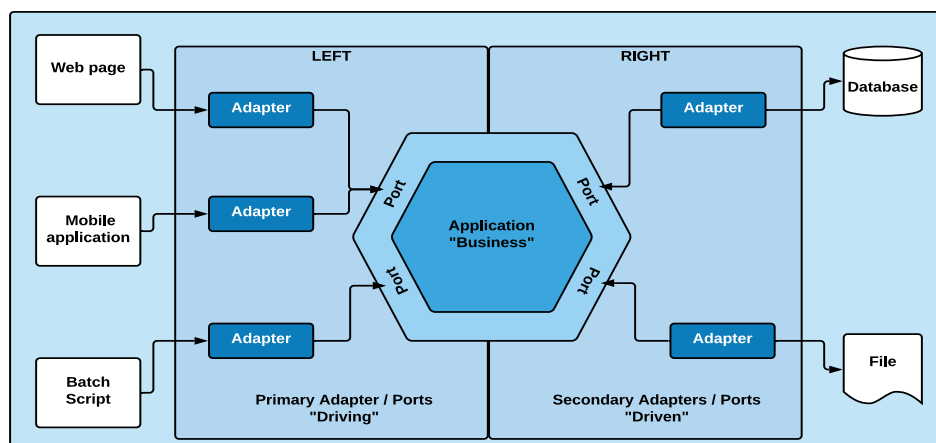 LEFT
RIGHT
Web page
Adapter
Adapter
Database
Port
Port
Mobile
application
Adapter
Application
"Business"
Port
Port
Adapter
Adapter
Batch
Script
File
Primary Adapter / Ports
"Driving"
Secondary Adapters / Ports
"Driven"